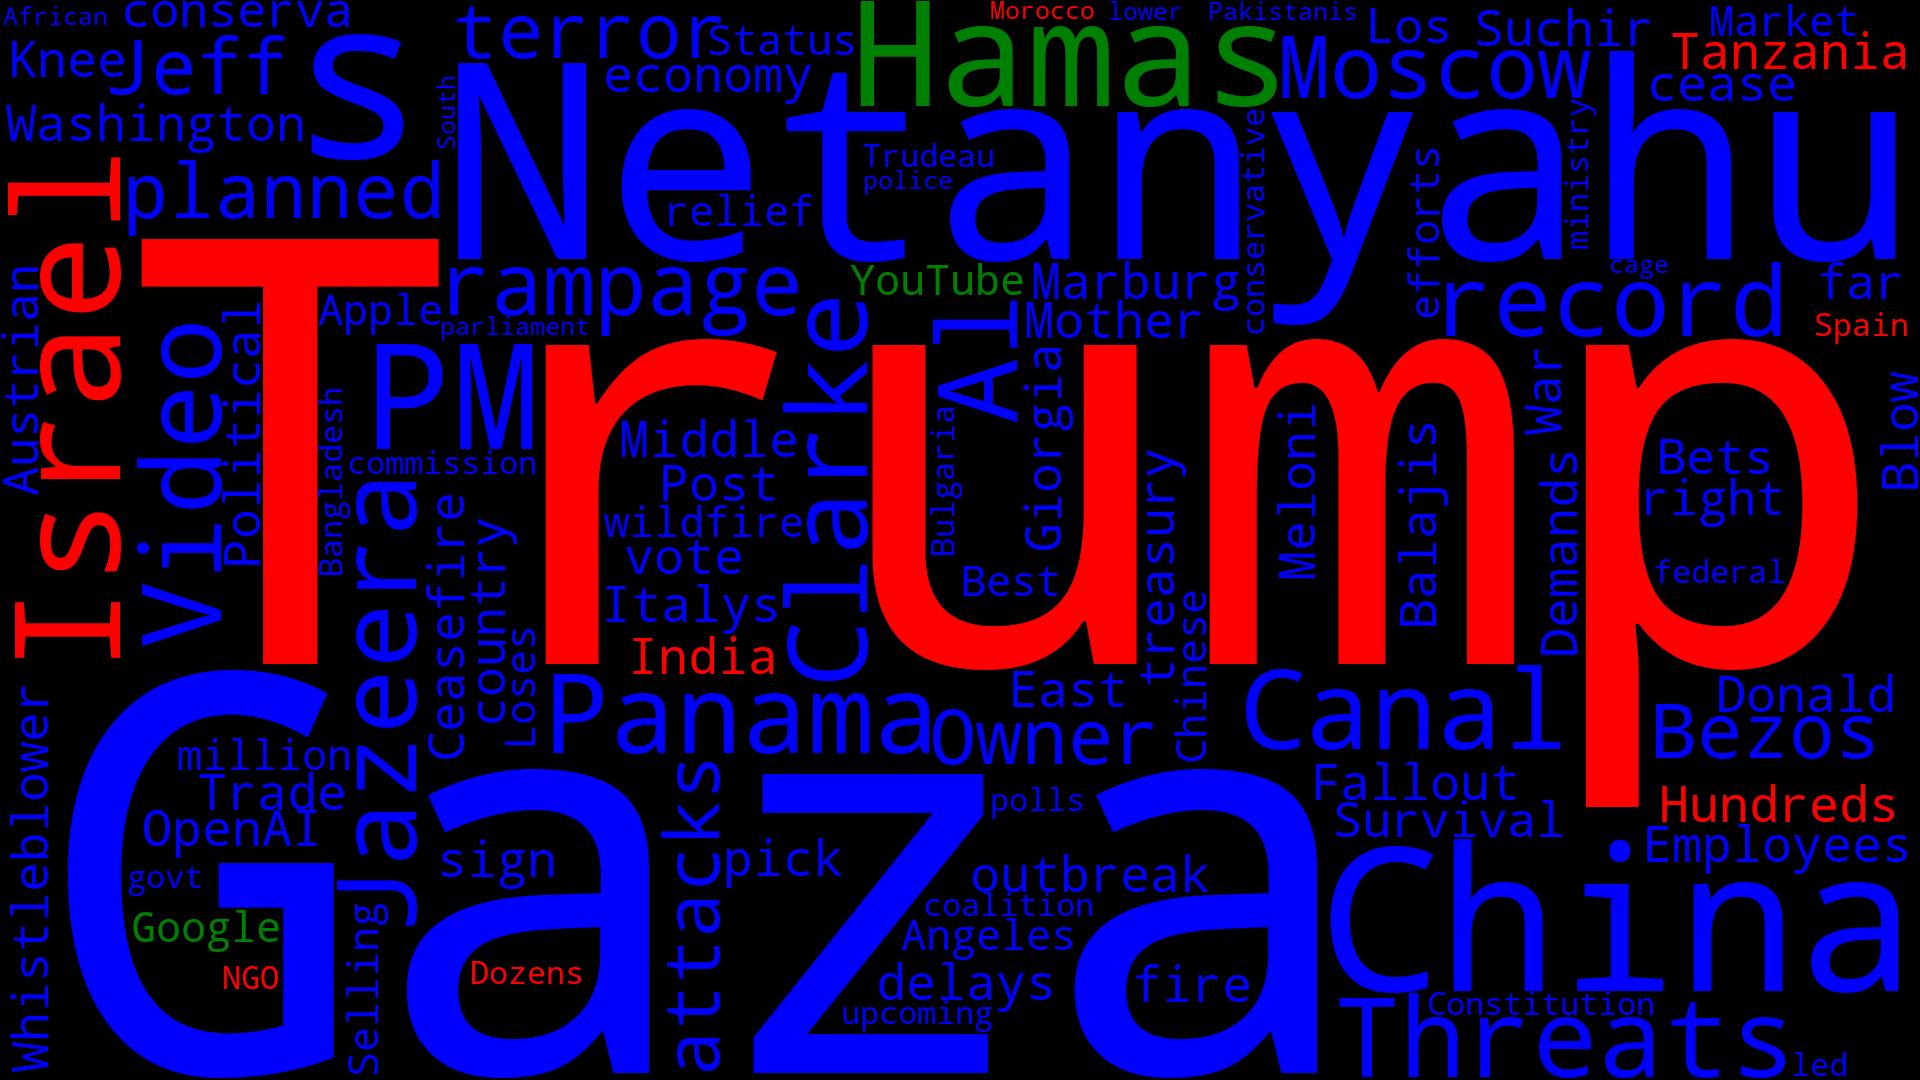 African
conserva
terror
Status
Hamas
Morocco
lower
Pakistanis
Los
Suchir
Market
Knee
Jeff
s
economy
Moscow
Tanzania
cease
Washington
South
Netanyahu
Trudeau
police
relief
conservative
efforts
ministry
planned
Israel
Austrian
Video
Political
Apple
rampage
parliament
YouTube
Marburg
Mother
Al
record
cage
far
Spain
PM
Trump
Bangladesh
commission
Middle
Post
wildfire
vote
Italys
India
Clarke
Bulgaria
Giorgia
Best
treasury
Chinese
Meloni
Balajis
War
Demands
Bets
right
federal
Blow
Jazeera
Ceasefire
country
Loses
Panama
East
Owner
Canal
Donald
Bezos
Whistleblower
Gaza
million
Trade
OpenAI
govt
Google
NGO
Selling
sign
Dozens
attacks
pick
polls
outbreak
coalition
Angeles
delays
upcoming
fire
Fallout
Survival
Hundreds
Employees
China
Constitution
Threats
led